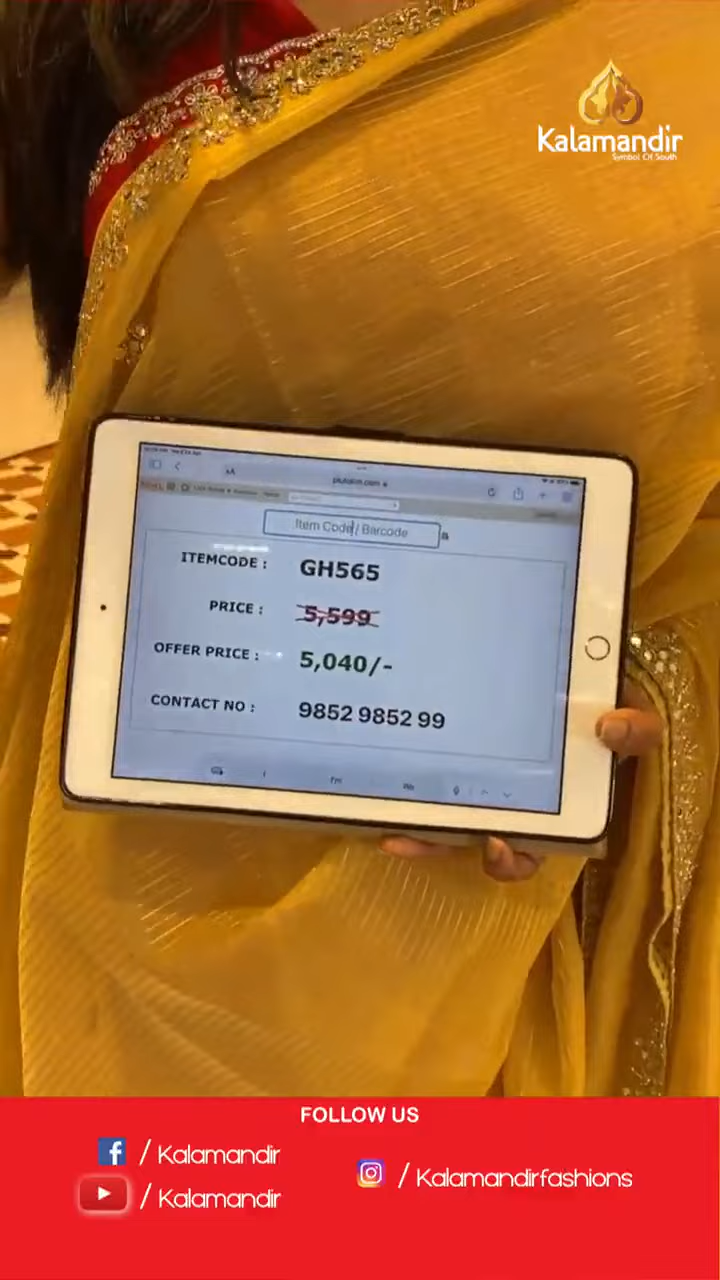 Kalamandir
Symbol Of South
Item Code / Barcode
ITEMCODE : GH565
PRICE : 5,599
OFFER PRICE : 5,040/-
CONTACT NO : 9852 9852 99
FOLLOW US
/ Kalamandir
/ Kalamandirfashions
/ Kalamandir